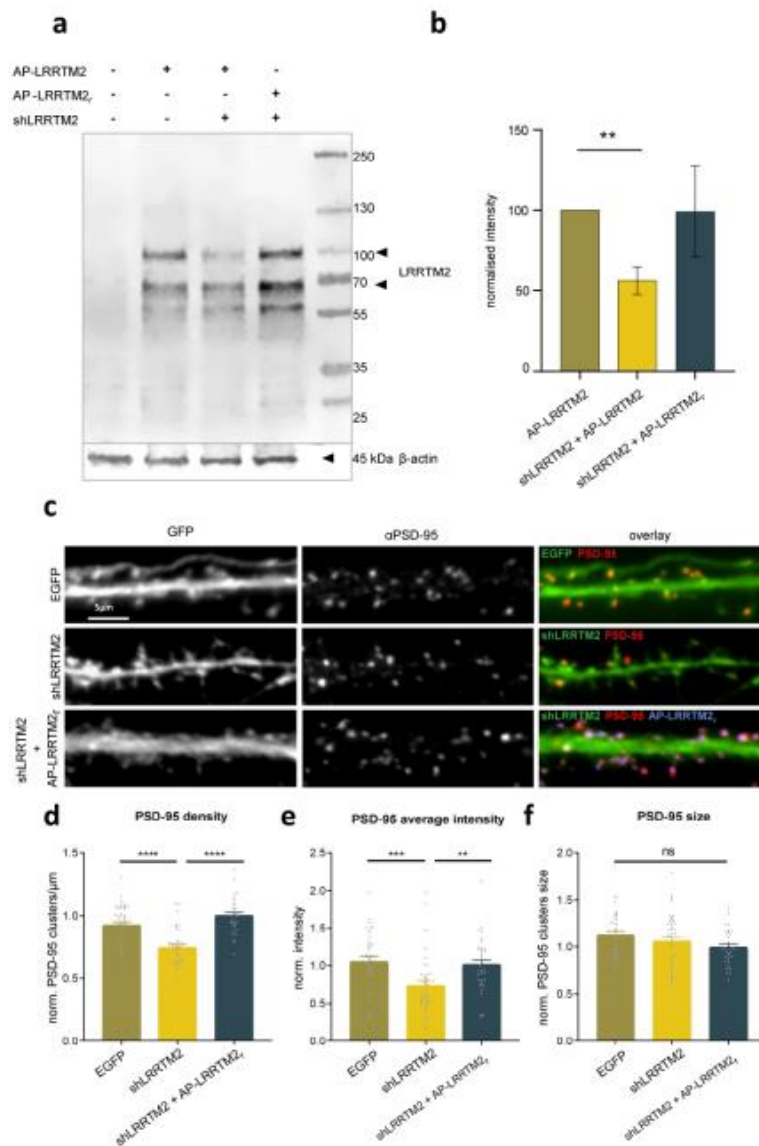 a
AP-LRRTM2 - + + -
AP-LRRTM2r - - - +
shLRRTM2 - - + +
250
130
100
LRRTM2
70
55
35
25
45 kDa β-actin
b
normalised intensity
150
100
50
0
**
AP-LRRTM2
shLRRTM2 + AP-LRRTM2
shLRRTM2 + AP-LRRTM2r
c
GFP αPSD-95 overlay
EGFP
5µm
EGFP PSD-95
shLRRTM2
shLRRTM2 PSD-95
shLRRTM2
+
AP-LRRTM2r
shLRRTM2 PSD-95 AP-LRRTM2r
d
PSD-95 density
norm. PSD-95 clusters/µm
1.5
1.0
0.5
0.0
**** ****
EGFP
shLRRTM2
shLRRTM2 + AP-LRRTM2r
e
PSD-95 average intensity
norm. intensity
2.5
2.0
1.5
1.0
0.5
0.0
*** **
EGFP
shLRRTM2
shLRRTM2 + AP-LRRTM2r
f
PSD-95 size
norm. PSD-95 clusters size
2.0
1.5
1.0
0.5
0.0
ns
EGFP
shLRRTM2
shLRRTM2 + AP-LRRTM2r